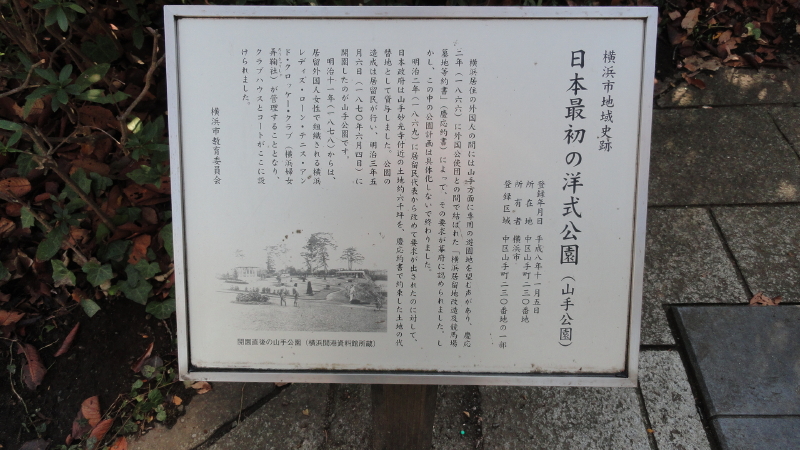 横浜市地域史跡
日本最初の洋式公園（山手公園）
登録年月日　平成八年十一月五日
所在地　中区山手町二三〇番地
所有者　横浜市
登録区域　中区山手町二三〇番地の一部
横浜居住の外国人の間には山手方面に専用の遊園地を望む声があり、慶応
二年（一八六六）に外国公使団との間で結ばれた「横浜居留地改造及競馬場
墓地等約書」（慶応約書）によって、その要求が幕府に認められました。し
かし、この中の公園計画は具体化しないで終わりました。
明治二年（一八六九）に居留民代表から改めて要求が出されたのに対して、
日本政府は山手妙光寺付近の土地約六千坪を、慶応約書で約束した土地の代
替地として貸与しました。公園の
造成は居留民が行い、明治三年五
月六日（一八七〇年六月四日）に
開園したのが山手公園です。
明治十一年（一八七八）からは、
居留外国人女性で組織される横浜
レディズ・ローン・テニス・アン
ド・クロッケー・クラブ（横浜婦女
弄鞠社）が管理することとなり、
クラブハウスとコートがここに設
けられました。
横浜市教育委員会
開園直後の山手公園（横浜開港資料館所蔵）